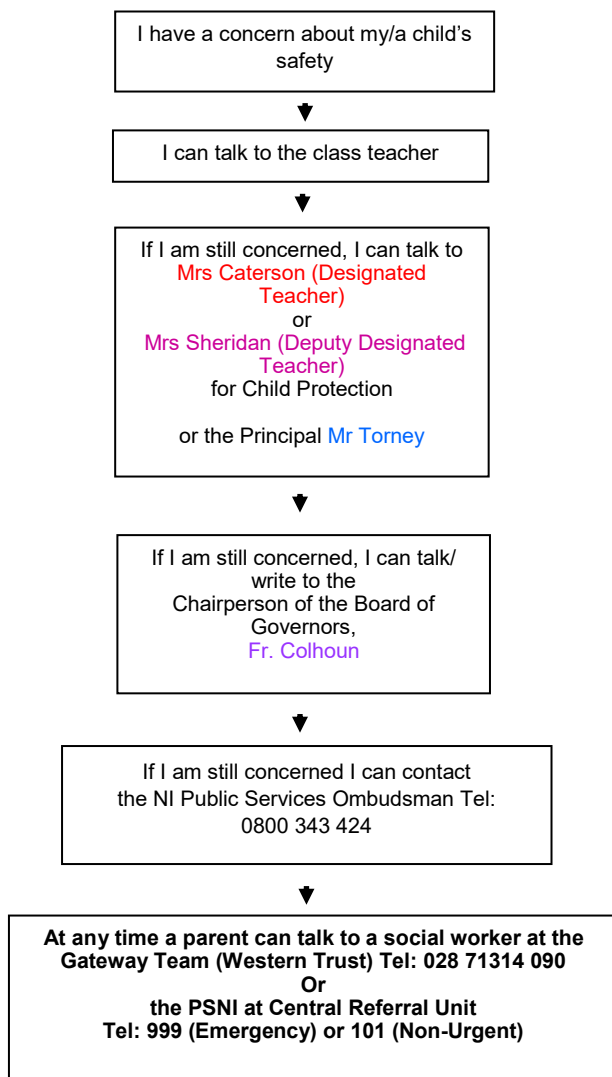 I have a concern about my/a child’s
safety
I can talk to the class teacher
If I am still concerned, I can talk to
Mrs Caterson (Designated
Teacher)
or
Mrs Sheridan (Deputy Designated
Teacher)
for Child Protection
or the Principal Mr Torney
If I am still concerned, I can talk/
write to the
Chairperson of the Board of
Governors,
Fr. Colhoun
If I am still concerned I can contact
the NI Public Services Ombudsman Tel:
0800 343 424
At any time a parent can talk to a social worker at the
Gateway Team (Western Trust) Tel: 028 71314 090
Or
the PSNI at Central Referral Unit
Tel: 999 (Emergency) or 101 (Non-Urgent)